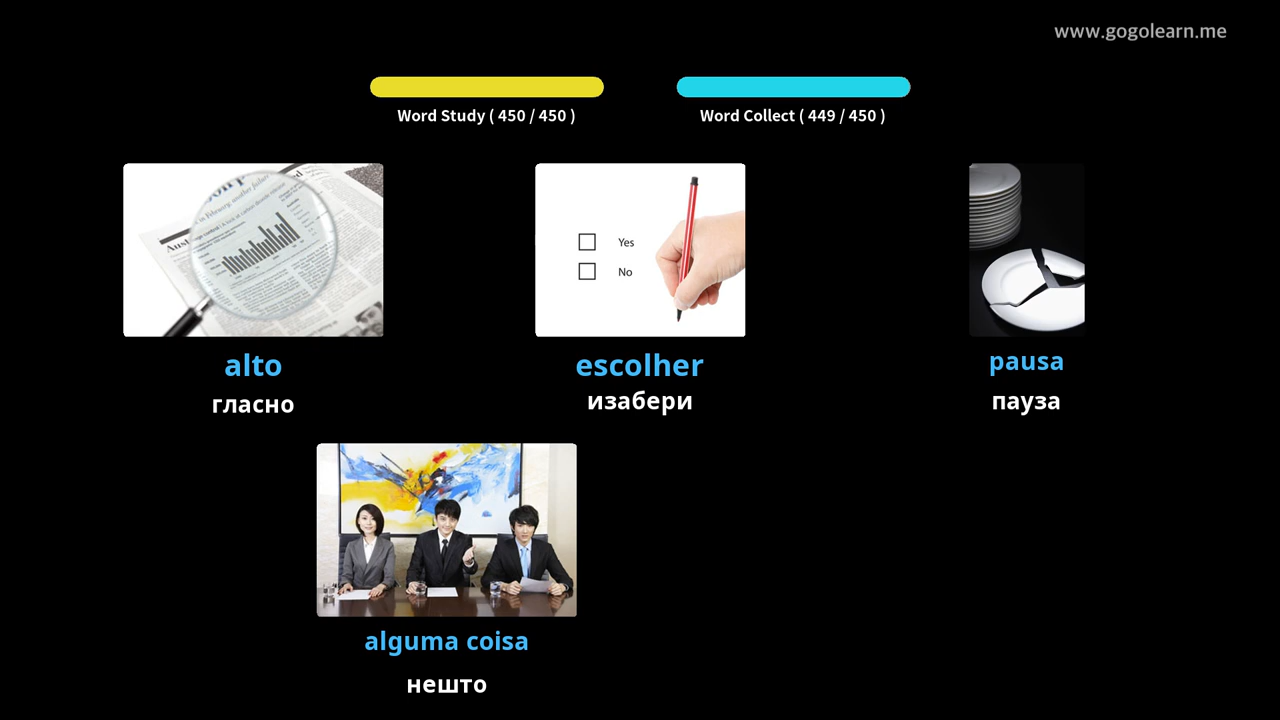 www.gogolearn.me
Word Study ( 450 / 450 )
Word Collect ( 449 / 450 )
Yes
No
alto
гласно
escolher
изабери
pausa
пауза
alguma coisa
нешто